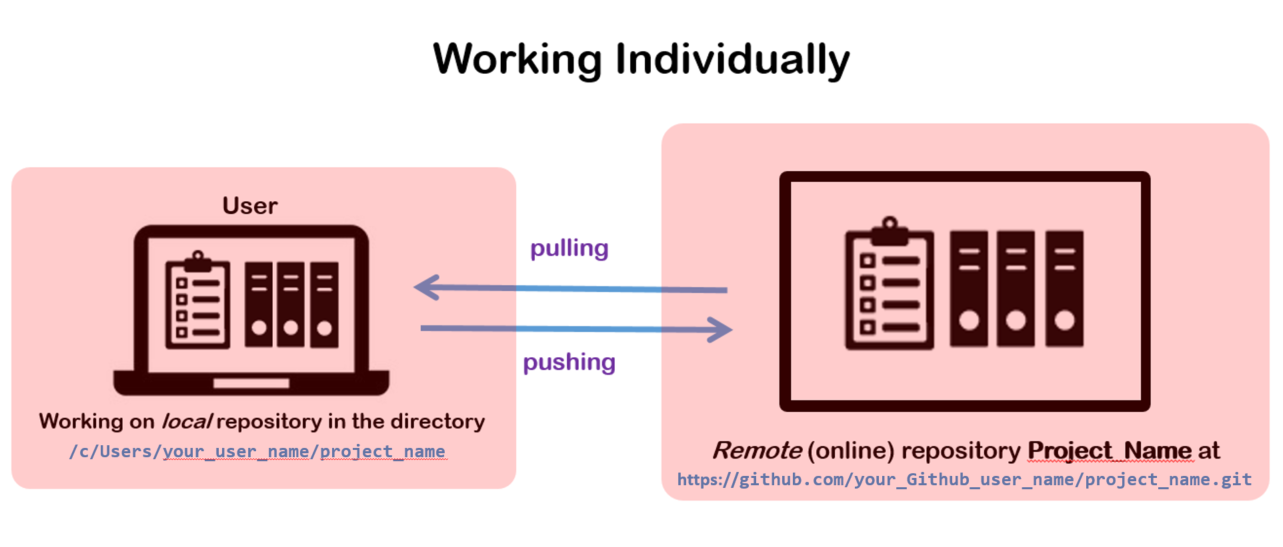 Working Individually
User
pulling
pushing
Working on local repository in the directory
/c/Users/your_user_name/project_name
Remote (online) repository Project_Name at
https://github.com/your_Github_user_name/project_name.git